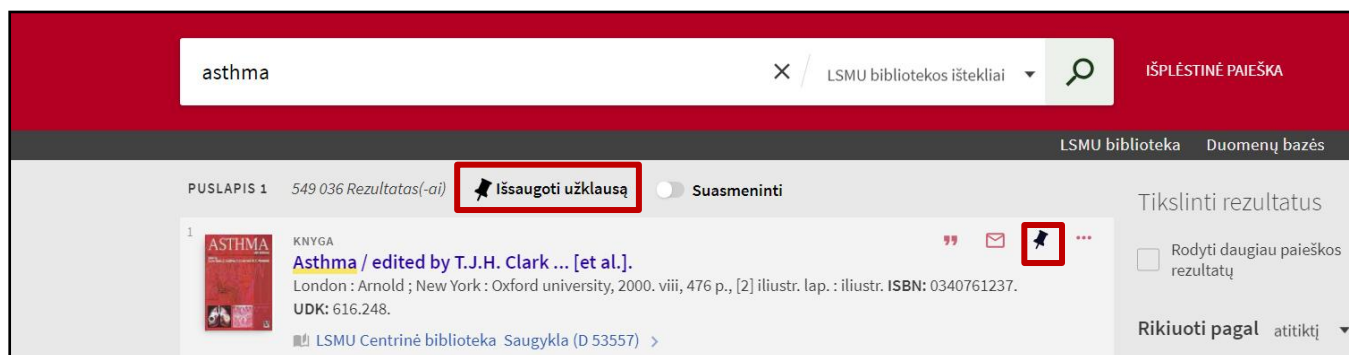 asthma
LSMU bibliotekos ištekliai
IŠPLĖSTINĖ PAIEŠKA
LSMU biblioteka Duomenų bazės
PUSLAPIS 1 549 036 Rezultatas(-ai) Išsaugoti užklausą Suasmeninti
Tikslinti rezultatus
1
ASTHMA
KNYGA
Asthma / edited by T.J.H. Clark ... [et al.].
London : Arnold ; New York : Oxford university, 2000. viii, 476 p., [2] iliustr. lap. : iliustr. ISBN: 0340761237.
UDK: 616.248.
LSMU Centrinė biblioteka Saugykla (D 53557) >
Rodyti daugiau paieškos
rezultatų
Rikiuoti pagal atitiktį